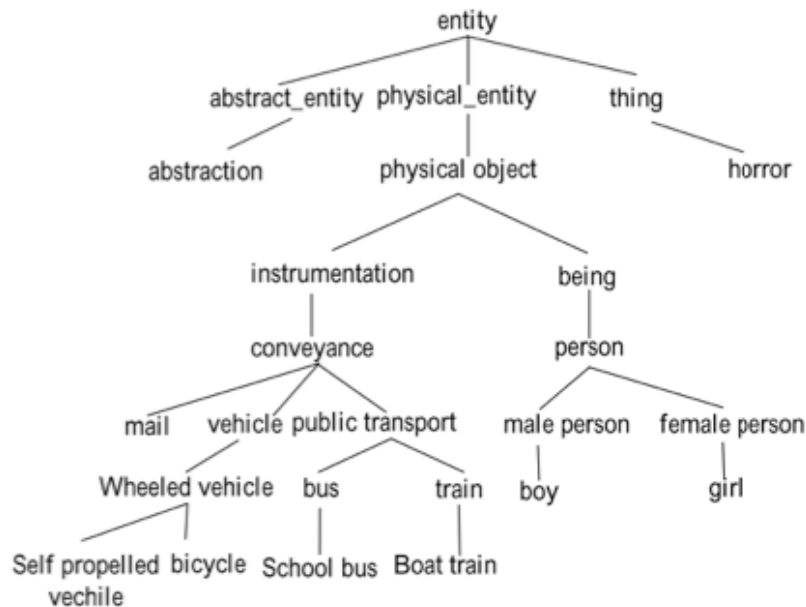 entity
abstract_entity physical_entity thing
abstraction physical object horror
instrumentation being
conveyance person
mail vehicle public transport male person female person
Wheeled vehicle bus train boy girl
Self propelled bicycle School bus Boat train
vechile